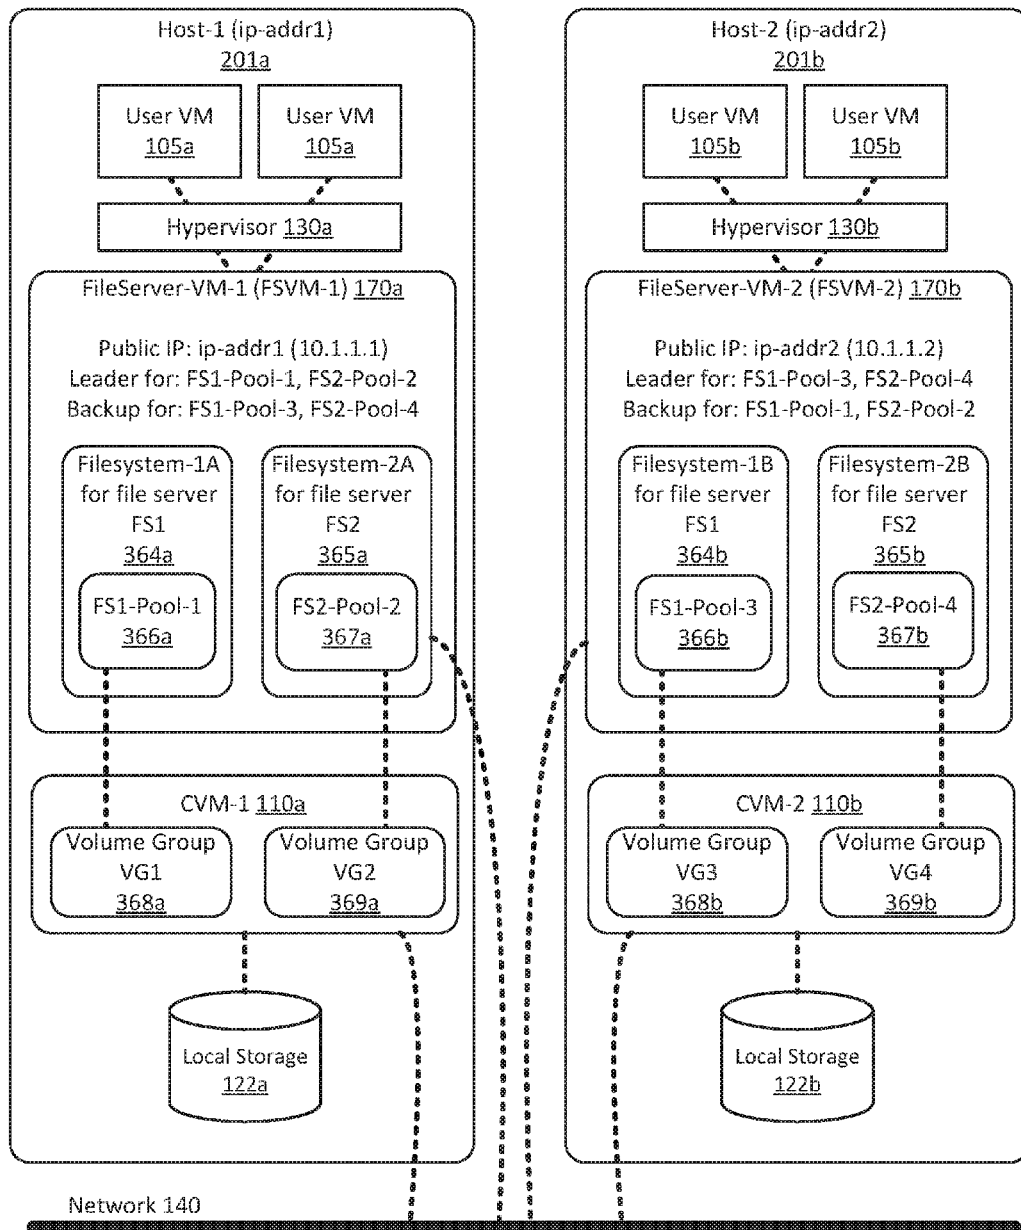 Host-1 (ip-addr1)
201a
User VM
105a
User VM
105a
Hypervisor 130a
FileServer-VM-1 (FSVM-1) 170a
Public IP: ip-addr1 (10.1.1.1)
Leader for: FS1-Pool-1, FS2-Pool-2
Backup for: FS1-Pool-3, FS2-Pool-4
Filesystem-1A
for file server
FS1
364a
FS1-Pool-1
366a
Filesystem-2A
for file server
FS2
365a
FS2-Pool-2
367a
CVM-1 110a
Volume Group
VG1
368a
Volume Group
VG2
369a
Local Storage
122a
Host-2 (ip-addr2)
201b
User VM
105b
User VM
105b
Hypervisor 130b
FileServer-VM-2 (FSVM-2) 170b
Public IP: ip-addr2 (10.1.1.2)
Leader for: FS1-Pool-3, FS2-Pool-4
Backup for: FS1-Pool-1, FS2-Pool-2
Filesystem-1B
for file server
FS1
364b
FS1-Pool-3
366b
Filesystem-2B
for file server
FS2
365b
FS2-Pool-4
367b
CVM-2 110b
Volume Group
VG3
368b
Volume Group
VG4
369b
Local Storage
122b
Network 140